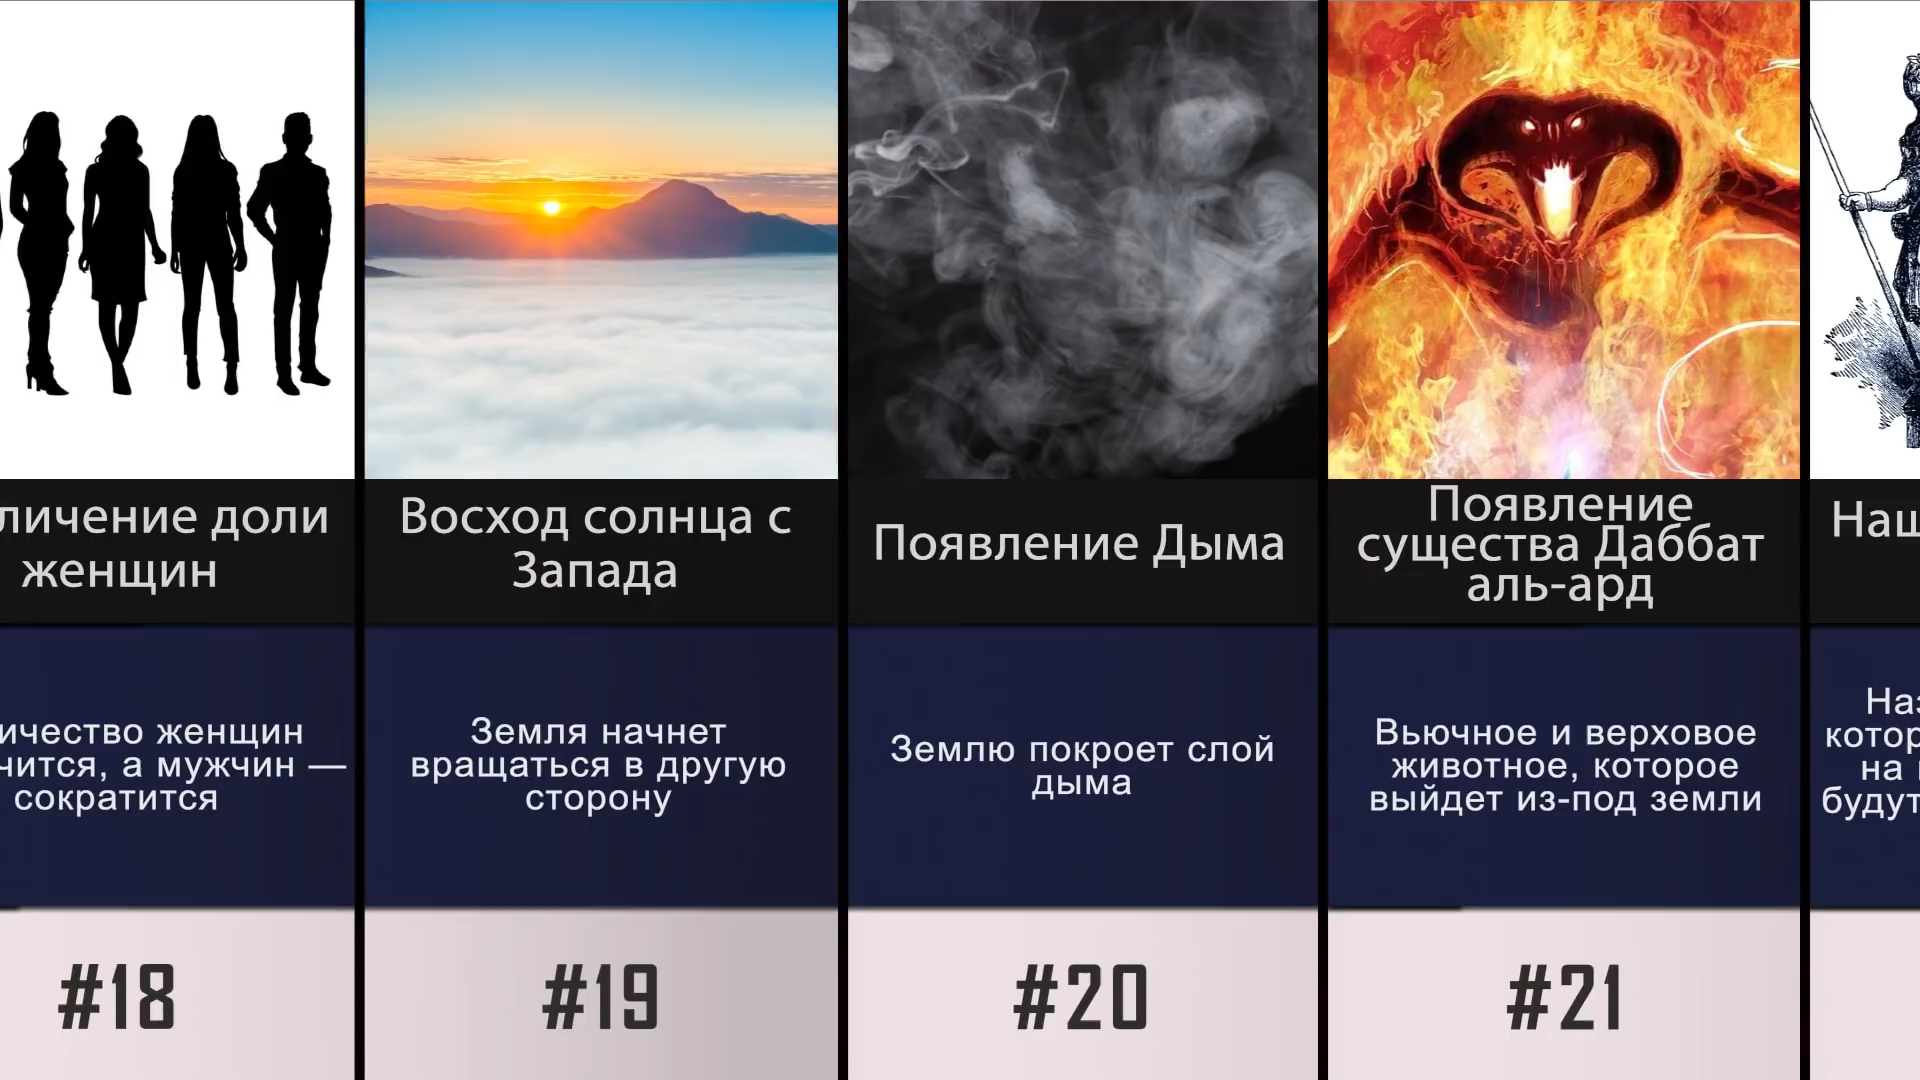 личение доли
женщин
ичество женщин
чится, а мужчин —
сократится
#18
Восход солнца с
Запада
Земля начнет
вращаться в другую
сторону
#19
Появление Дыма
Землю покроет слой
дыма
#20
Появление
существа Даббат
аль-ард
Вьючное и верховое
животное, которое
выйдет из-под земли
#21
Наш
Наз
котор
на
будут